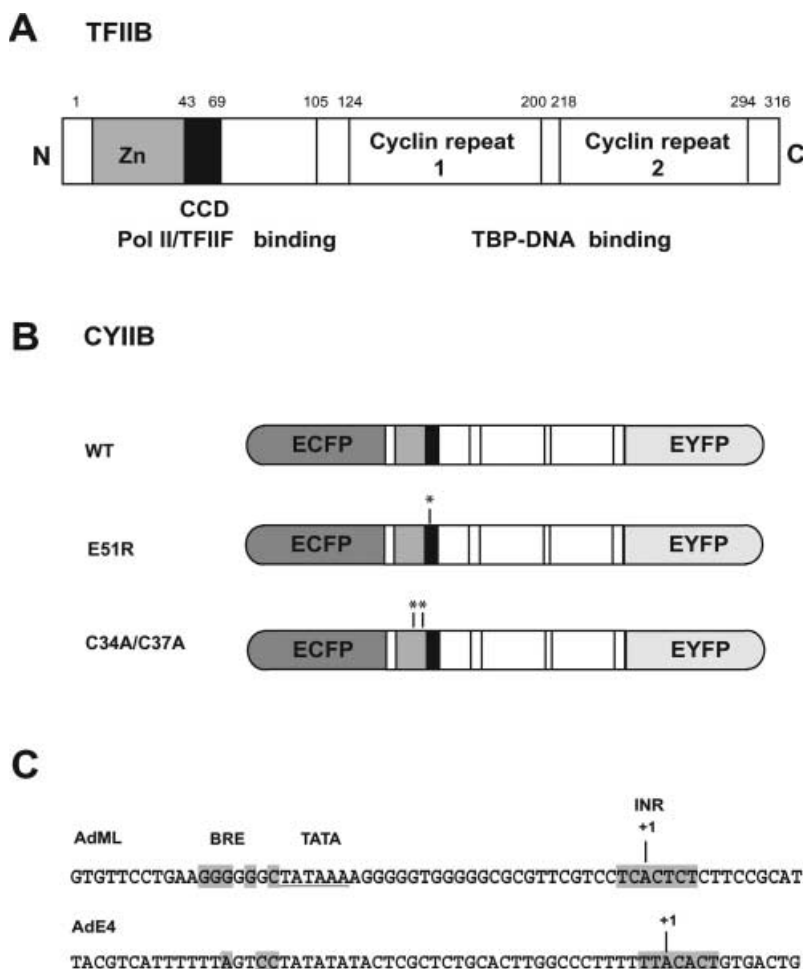 A TFIIB
1 43 69 105 124 200 218 294 316
N Zn Cyclin repeat 1 Cyclin repeat 2 C
CCD
Pol II/TFIIF binding TBP-DNA binding
B CYIIB
WT ECFP EYFP
*
E51R ECFP EYFP
**
C34A/C37A ECFP EYFP
C
INR
AdML BRE TATA +1
GTGTTCCTGAAGGGGGGCTATAAAAGGGGGTGGGGGCGCGTTCGTCCTCACTCTCTTCCGCAT
AdE4 +1
TACGTCATTTTTTAGTCCTATATATACTCGCTCTGCACTTGGCCCTTTTTTACACTGTGACTG